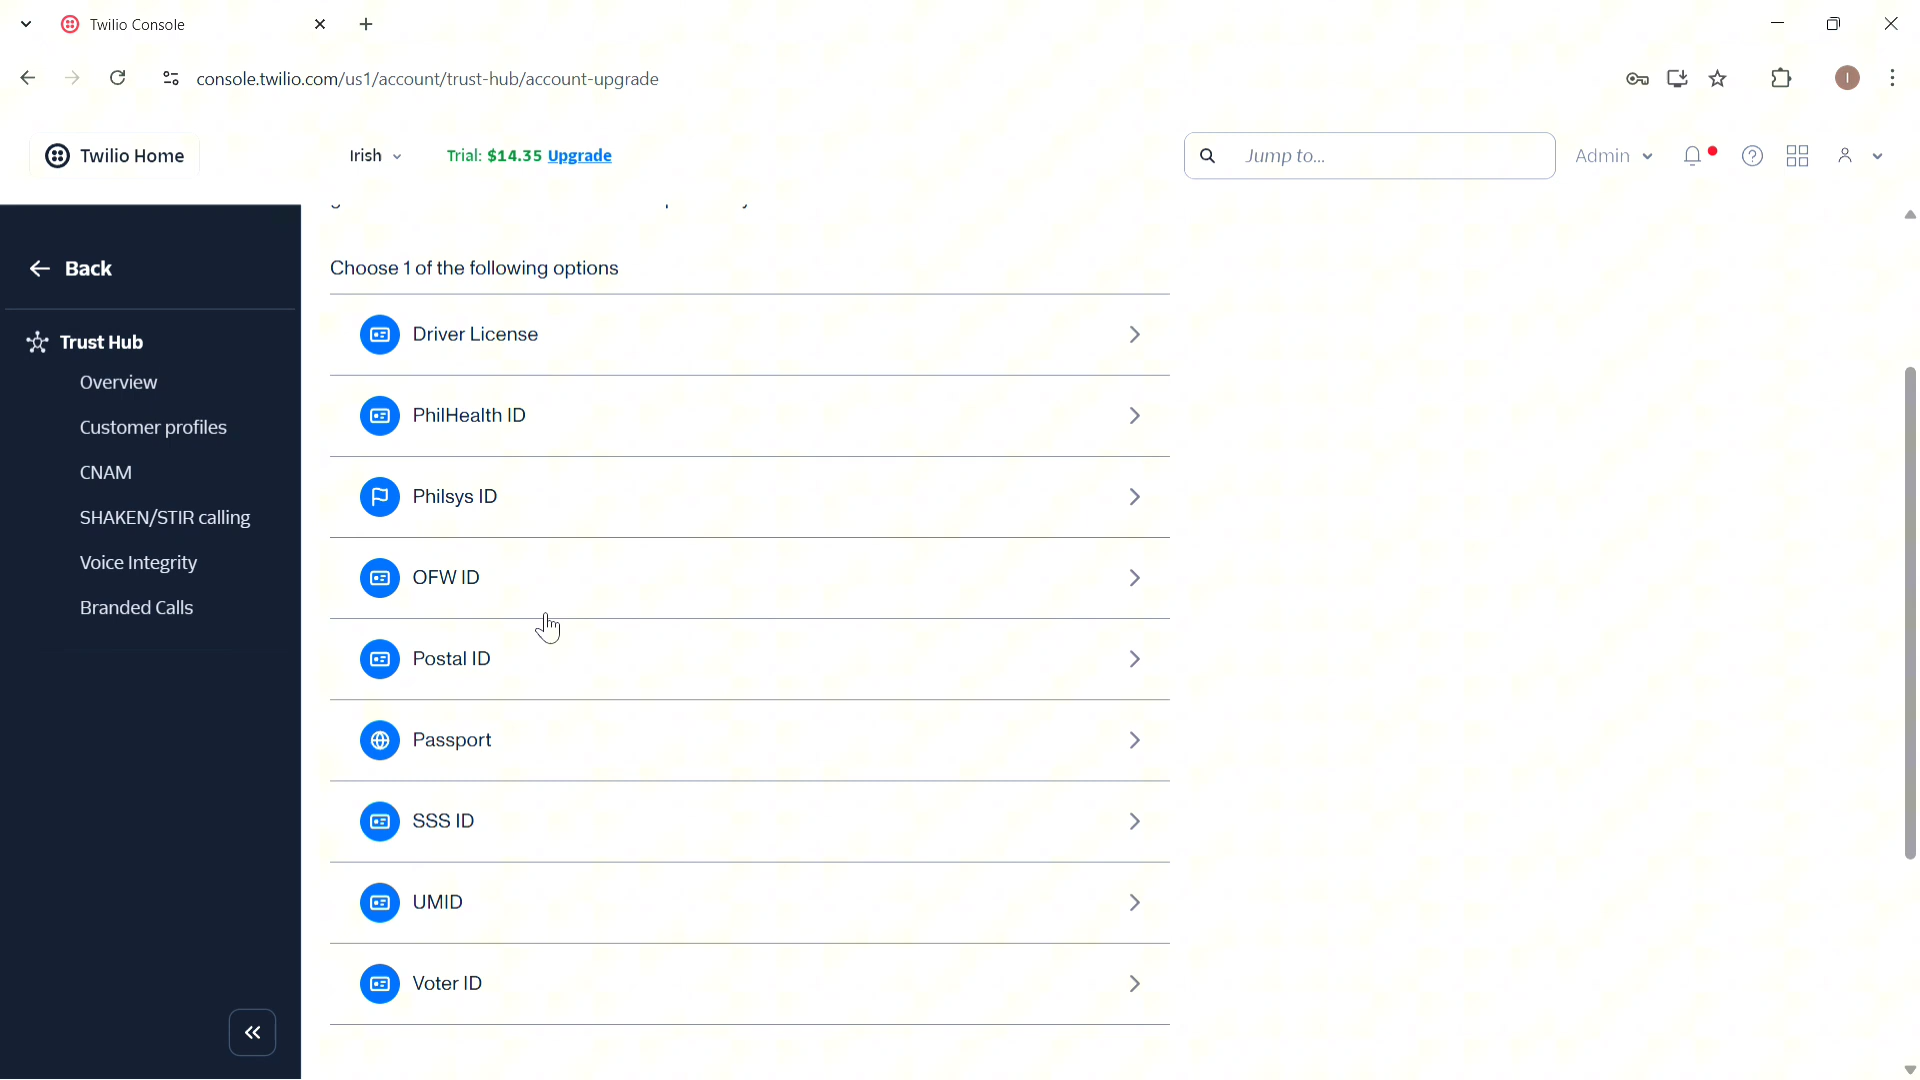 Twilio Console
console.twilio.com/us1/account/trust-hub/account-upgrade
I
Twilio Home
Irish
Trial: $14.35 Upgrade
Jump to...
Admin
Back
Trust Hub
Overview
Customer profiles
CNAM
SHAKEN/STIR calling
Voice Integrity
Branded Calls
Choose 1 of the following options
Driver License
PhilHealth ID
Philsys ID
OFW ID
Postal ID
Passport
SSS ID
UMID
Voter ID